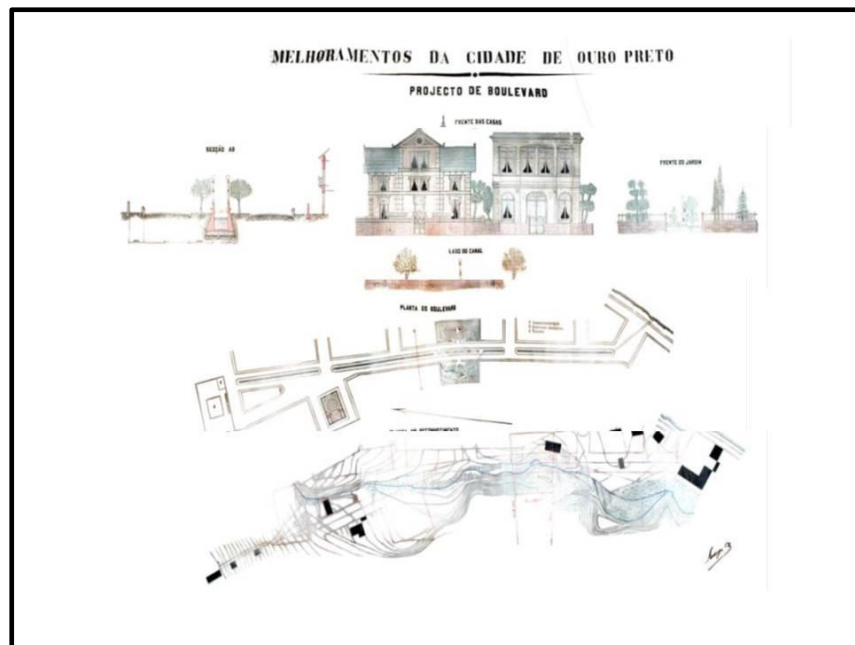 MELHORAMENTOS DA CIDADE DE OURO PRETO
PROJECTO DE BOULEVARD
FRENTE DAS CASAS
SECÇÃO AB
FRENTE DO JARDIM
LADO DO CANAL
PLANTA DO BOULEVARD